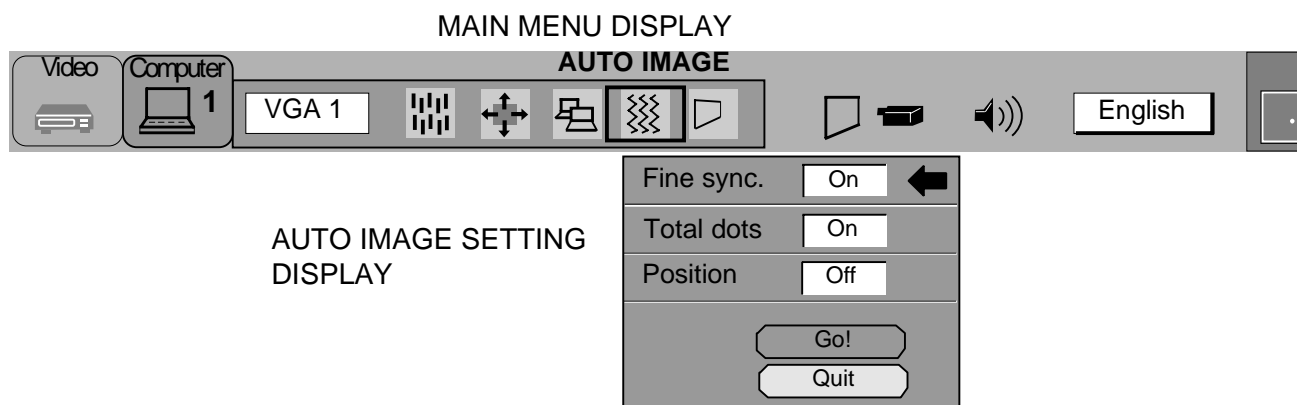 MAIN MENU DISPLAY
AUTO IMAGE
Video
Computer
1
VGA 1
English
Fine sync. On
Total dots On
Position Off
AUTO IMAGE SETTING
DISPLAY
Go!
Quit